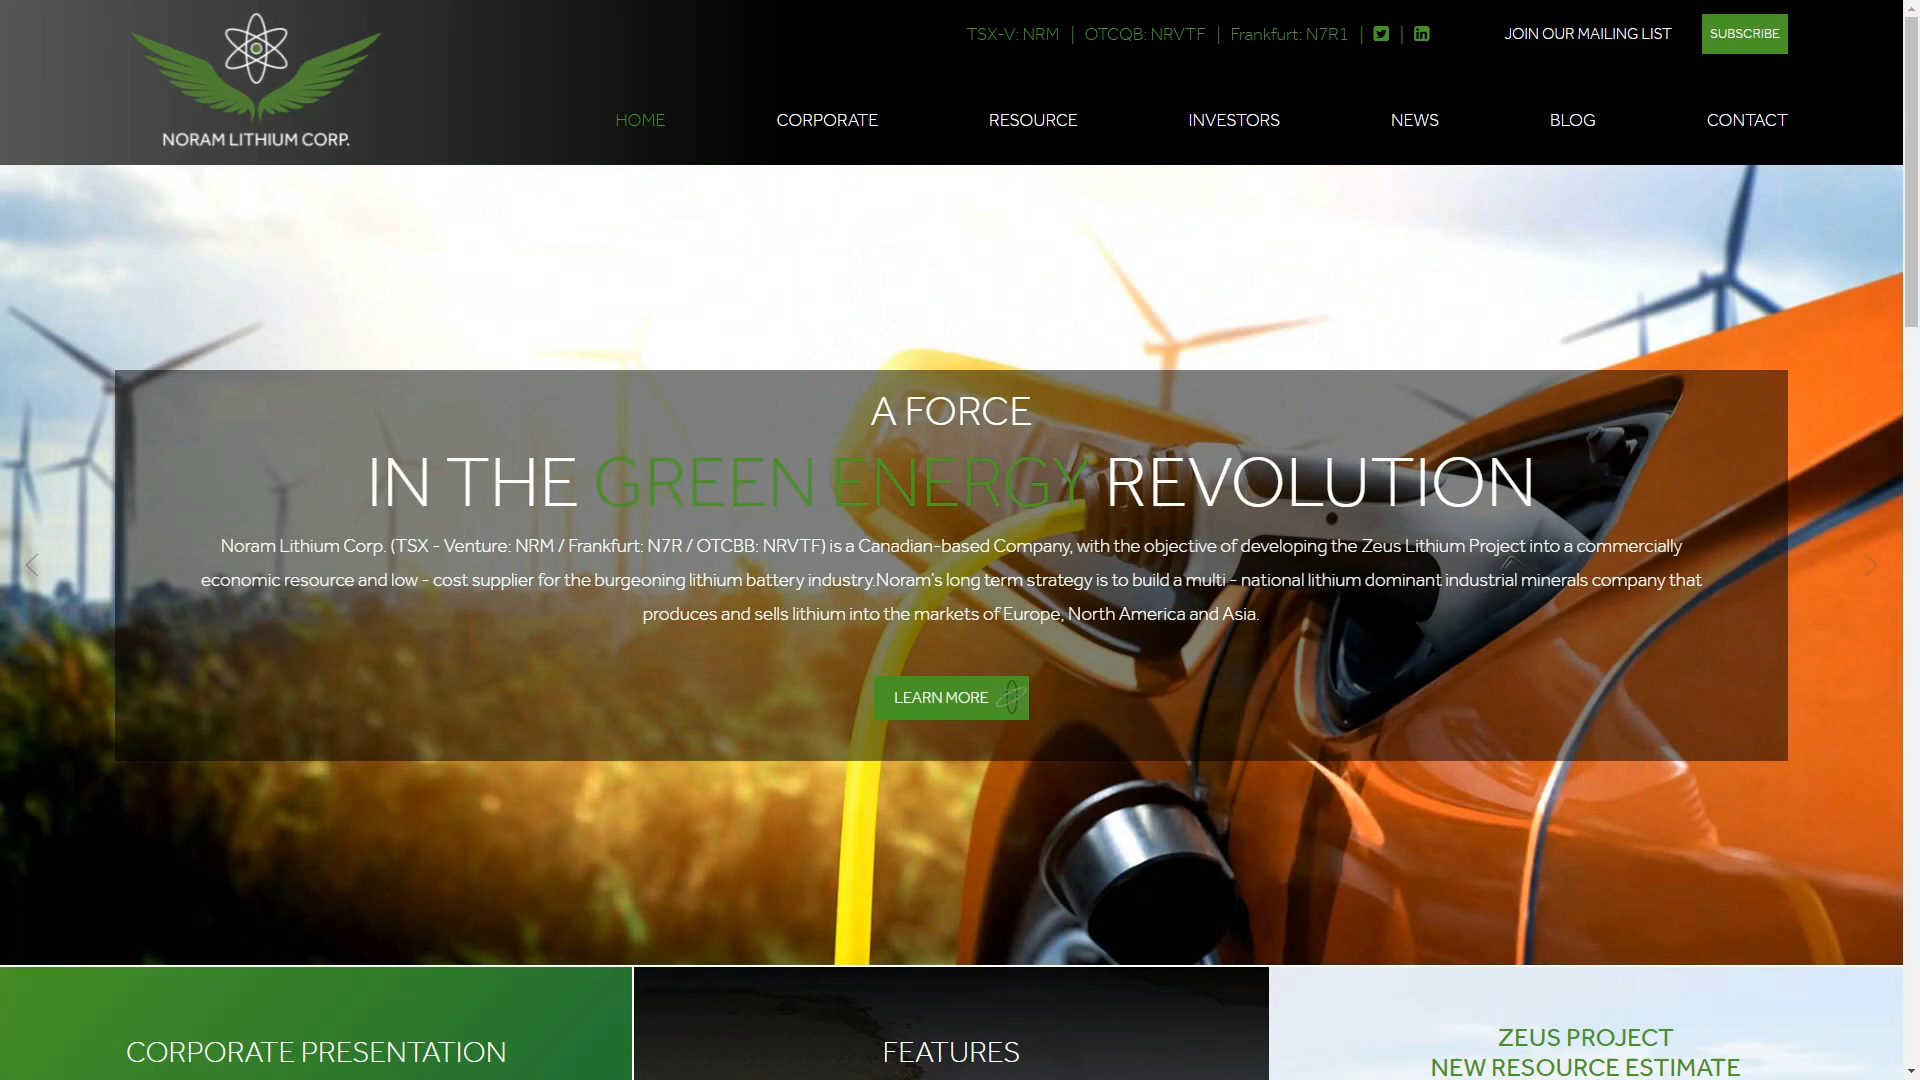 TSX-V: NRM | OTCQB: NRVTF | Frankfurt: N7R1 | |
JOIN OUR MAILING LIST
SUBSCRIBE
NORAM LITHIUM CORP.
HOME
CORPORATE
RESOURCE
INVESTORS
NEWS
BLOG
CONTACT
A FORCE
IN THE GREEN ENERGY REVOLUTION
Noram Lithium Corp. (TSX - Venture: NRM / Frankfurt: N7R / OTCBB: NRVTF) is a Canadian-based Company, with the objective of developing the Zeus Lithium Project into a commercially
economic resource and low - cost supplier for the burgeoning lithium battery industry.Noram's long term strategy is to build a multi - national lithium dominant industrial minerals company that
produces and sells lithium into the markets of Europe, North America and Asia.
LEARN MORE
CORPORATE PRESENTATION
FEATURES
ZEUS PROJECT
NEW RESOURCE ESTIMATE